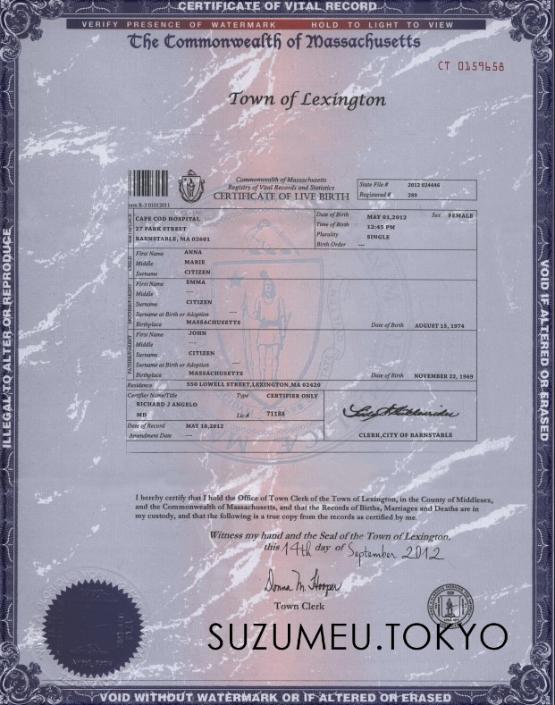 CERTIFICATE OF VITAL RECORD
VERIFY PRESENCE OF WATERMARK HOLD TO LIGHT TO VIEW
The Commonwealth of Massachusetts
CT 0159658
Town of Lexington
Commonwealth of Massachusetts
Registry of Vital Records and Statistics
CERTIFICATE OF LIVE BIRTH
State File # 2012 024446
Registered # 293
CAPE COD HOSPITAL
27 PARK STREET
BARNSTABLE, MA 02601
Date of Birth MAY 01,2012 Sex FEMALE
Time of Birth 12:45 PM
Plurality SINGLE
Birth Order ---
First Name ANNA
Middle MARIE
Surname CITIZEN
First Name EMMA
Middle ---
Surname CITIZEN
Surname at Birth or Adoption ---
Birthplace MASSACHUSETTS Date of Birth AUGUST 15, 1974
First Name JOHN
Middle ---
Surname CITIZEN
Surname at Birth or Adoption ---
Birthplace MASSACHUSETTS Date of Birth NOVEMBER 22, 1969
Residence 550 LOWELL STREET,LEXINGTON,MA 02420
Certifier Name/Title Type CERTIFIER ONLY
RICHARD J ANGELO
MD Lic # 71188
Date of Record MAY 18,2012
Amendment Date ---
CLERK,CITY OF BARNSTABLE
I hereby certify that I hold the Office of Town Clerk of the Town of Lexington, in the County of Middlesex,
and the Commonwealth of Massachusetts, and that the Records of Births, Marriages and Deaths are in
my custody, and that the following is a true copy from the records as certified by me.
Witness my hand and the Seal of the Town of Lexington.
this 14th day of September 2012
Donna M. Hooper
Town Clerk
SUZUMEU.TOKYO
ILLEGAL TO ALTER OR REPRODUCE
VOID IF ALTERED OR ERASED
VOID WITHOUT WATERMARK OR IF ALTERED OR ERASED